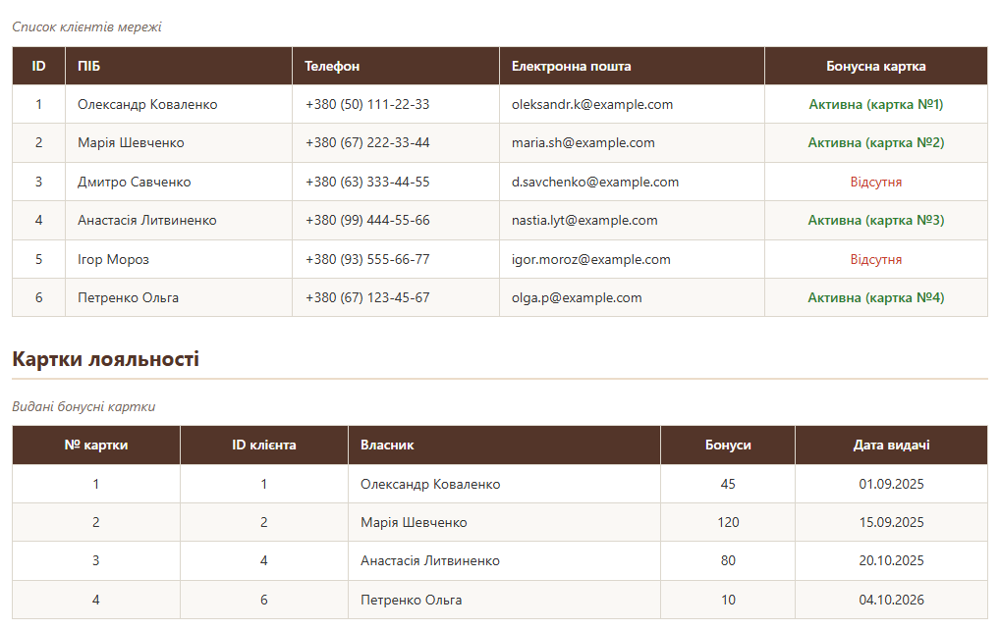 Список клієнтів мережі
ID ПІБ Телефон Електронна пошта Бонусна картка
1 Олександр Коваленко +380 (50) 111-22-33 oleksandr.k@example.com Активна (картка №1)
2 Марія Шевченко +380 (67) 222-33-44 maria.sh@example.com Активна (картка №2)
3 Дмитро Савченко +380 (63) 333-44-55 d.savchenko@example.com Відсутня
4 Анастасія Литвиненко +380 (99) 444-55-66 nastia.lyt@example.com Активна (картка №3)
5 Ігор Мороз +380 (93) 555-66-77 igor.moroz@example.com Відсутня
6 Петренко Ольга +380 (67) 123-45-67 olga.p@example.com Активна (картка №4)
Картки лояльності
Видані бонусні картки
№ картки ID клієнта Власник Бонуси Дата видачі
1 1 Олександр Коваленко 45 01.09.2025
2 2 Марія Шевченко 120 15.09.2025
3 4 Анастасія Литвиненко 80 20.10.2025
4 6 Петренко Ольга 10 04.10.2026